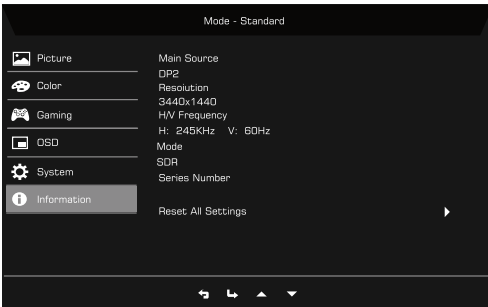 Mode - Standard
Picture
Color
Gaming
OSD
System
Information
Main Source
DP2
Resoiution
3440x1440
H/V Frequency
H: 245KHz V: 60Hz
Mode
SDR
Series Number
Reset All Settings